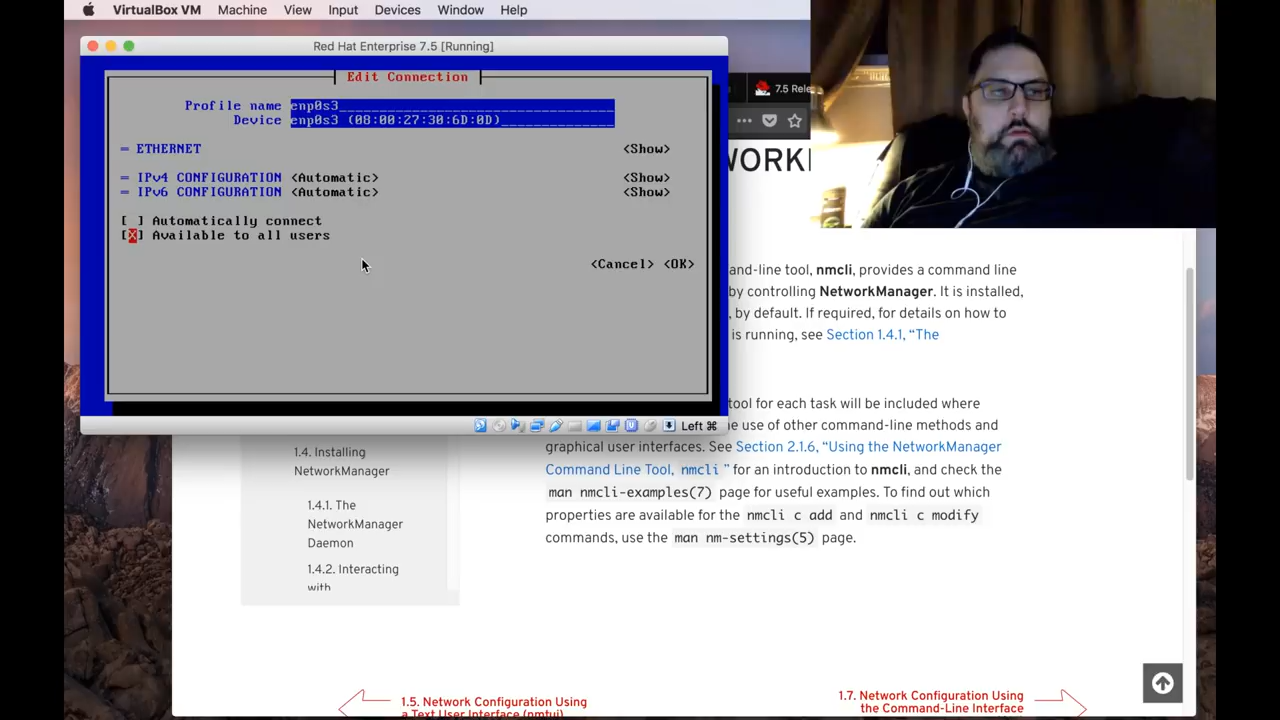 VirtualBox VM Machine View Input Devices Window Help
Red Hat Enterprise 7.5 [Running]
Edit Connection
Profile name enp0s3
Device enp0s3 (08:00:27:30:6D:0D)
= ETHERNET <Show>
= IPv4 CONFIGURATION <Automatic> <Show>
= IPv6 CONFIGURATION <Automatic> <Show>
[ ] Automatically connect
[X] Available to all users
<Cancel> <OK>
Left ⌘
7.5 Rele
WORKI
and-line tool, nmcli, provides a command line
by controlling NetworkManager. It is installed,
, by default. If required, for details on how to
is running, see Section 1.4.1, “The
tool for each task will be included where
he use of other command-line methods and
graphical user interfaces. See Section 2.1.6, “Using the NetworkManager
Command Line Tool, nmcli ” for an introduction to nmcli, and check the
man nmcli-examples(7) page for useful examples. To find out which
properties are available for the nmcli c add and nmcli c modify
commands, use the man nm-settings(5) page.
1.4. Installing
NetworkManager
1.4.1. The
NetworkManager
Daemon
1.4.2. Interacting
with
1.5. Network Configuration Using
a Text User Interface (nmtui)
1.7. Network Configuration Using
the Command-Line Interface